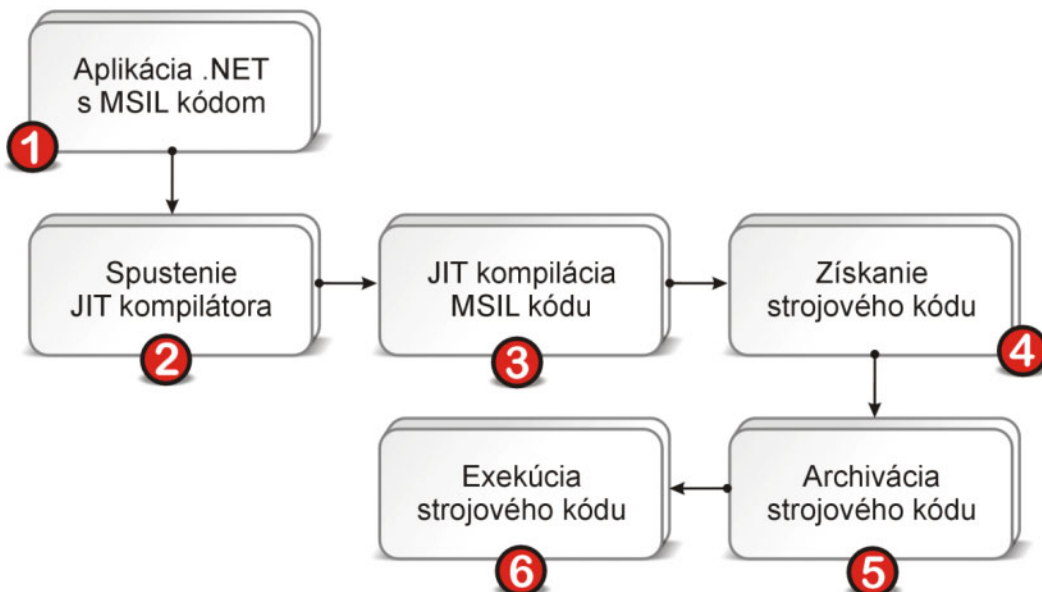 Aplikácia .NET
s MSIL kódom
1
Spustenie
JIT kompilátora
2
JIT kompilácia
MSIL kódu
3
Získanie
strojového kódu
4
Archivácia
strojového kódu
5
Exekúcia
strojového kódu
6